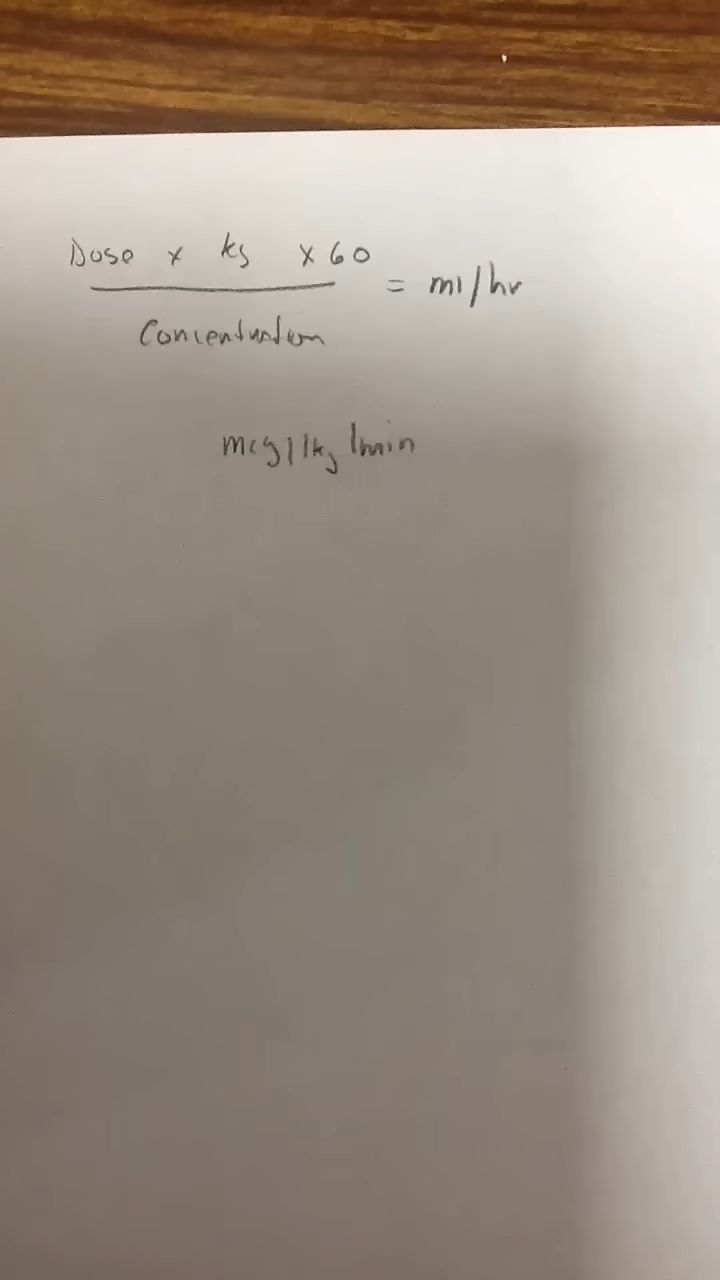 Dose x kg x 60
= ml/hr
Concentration
mcg/kg/min